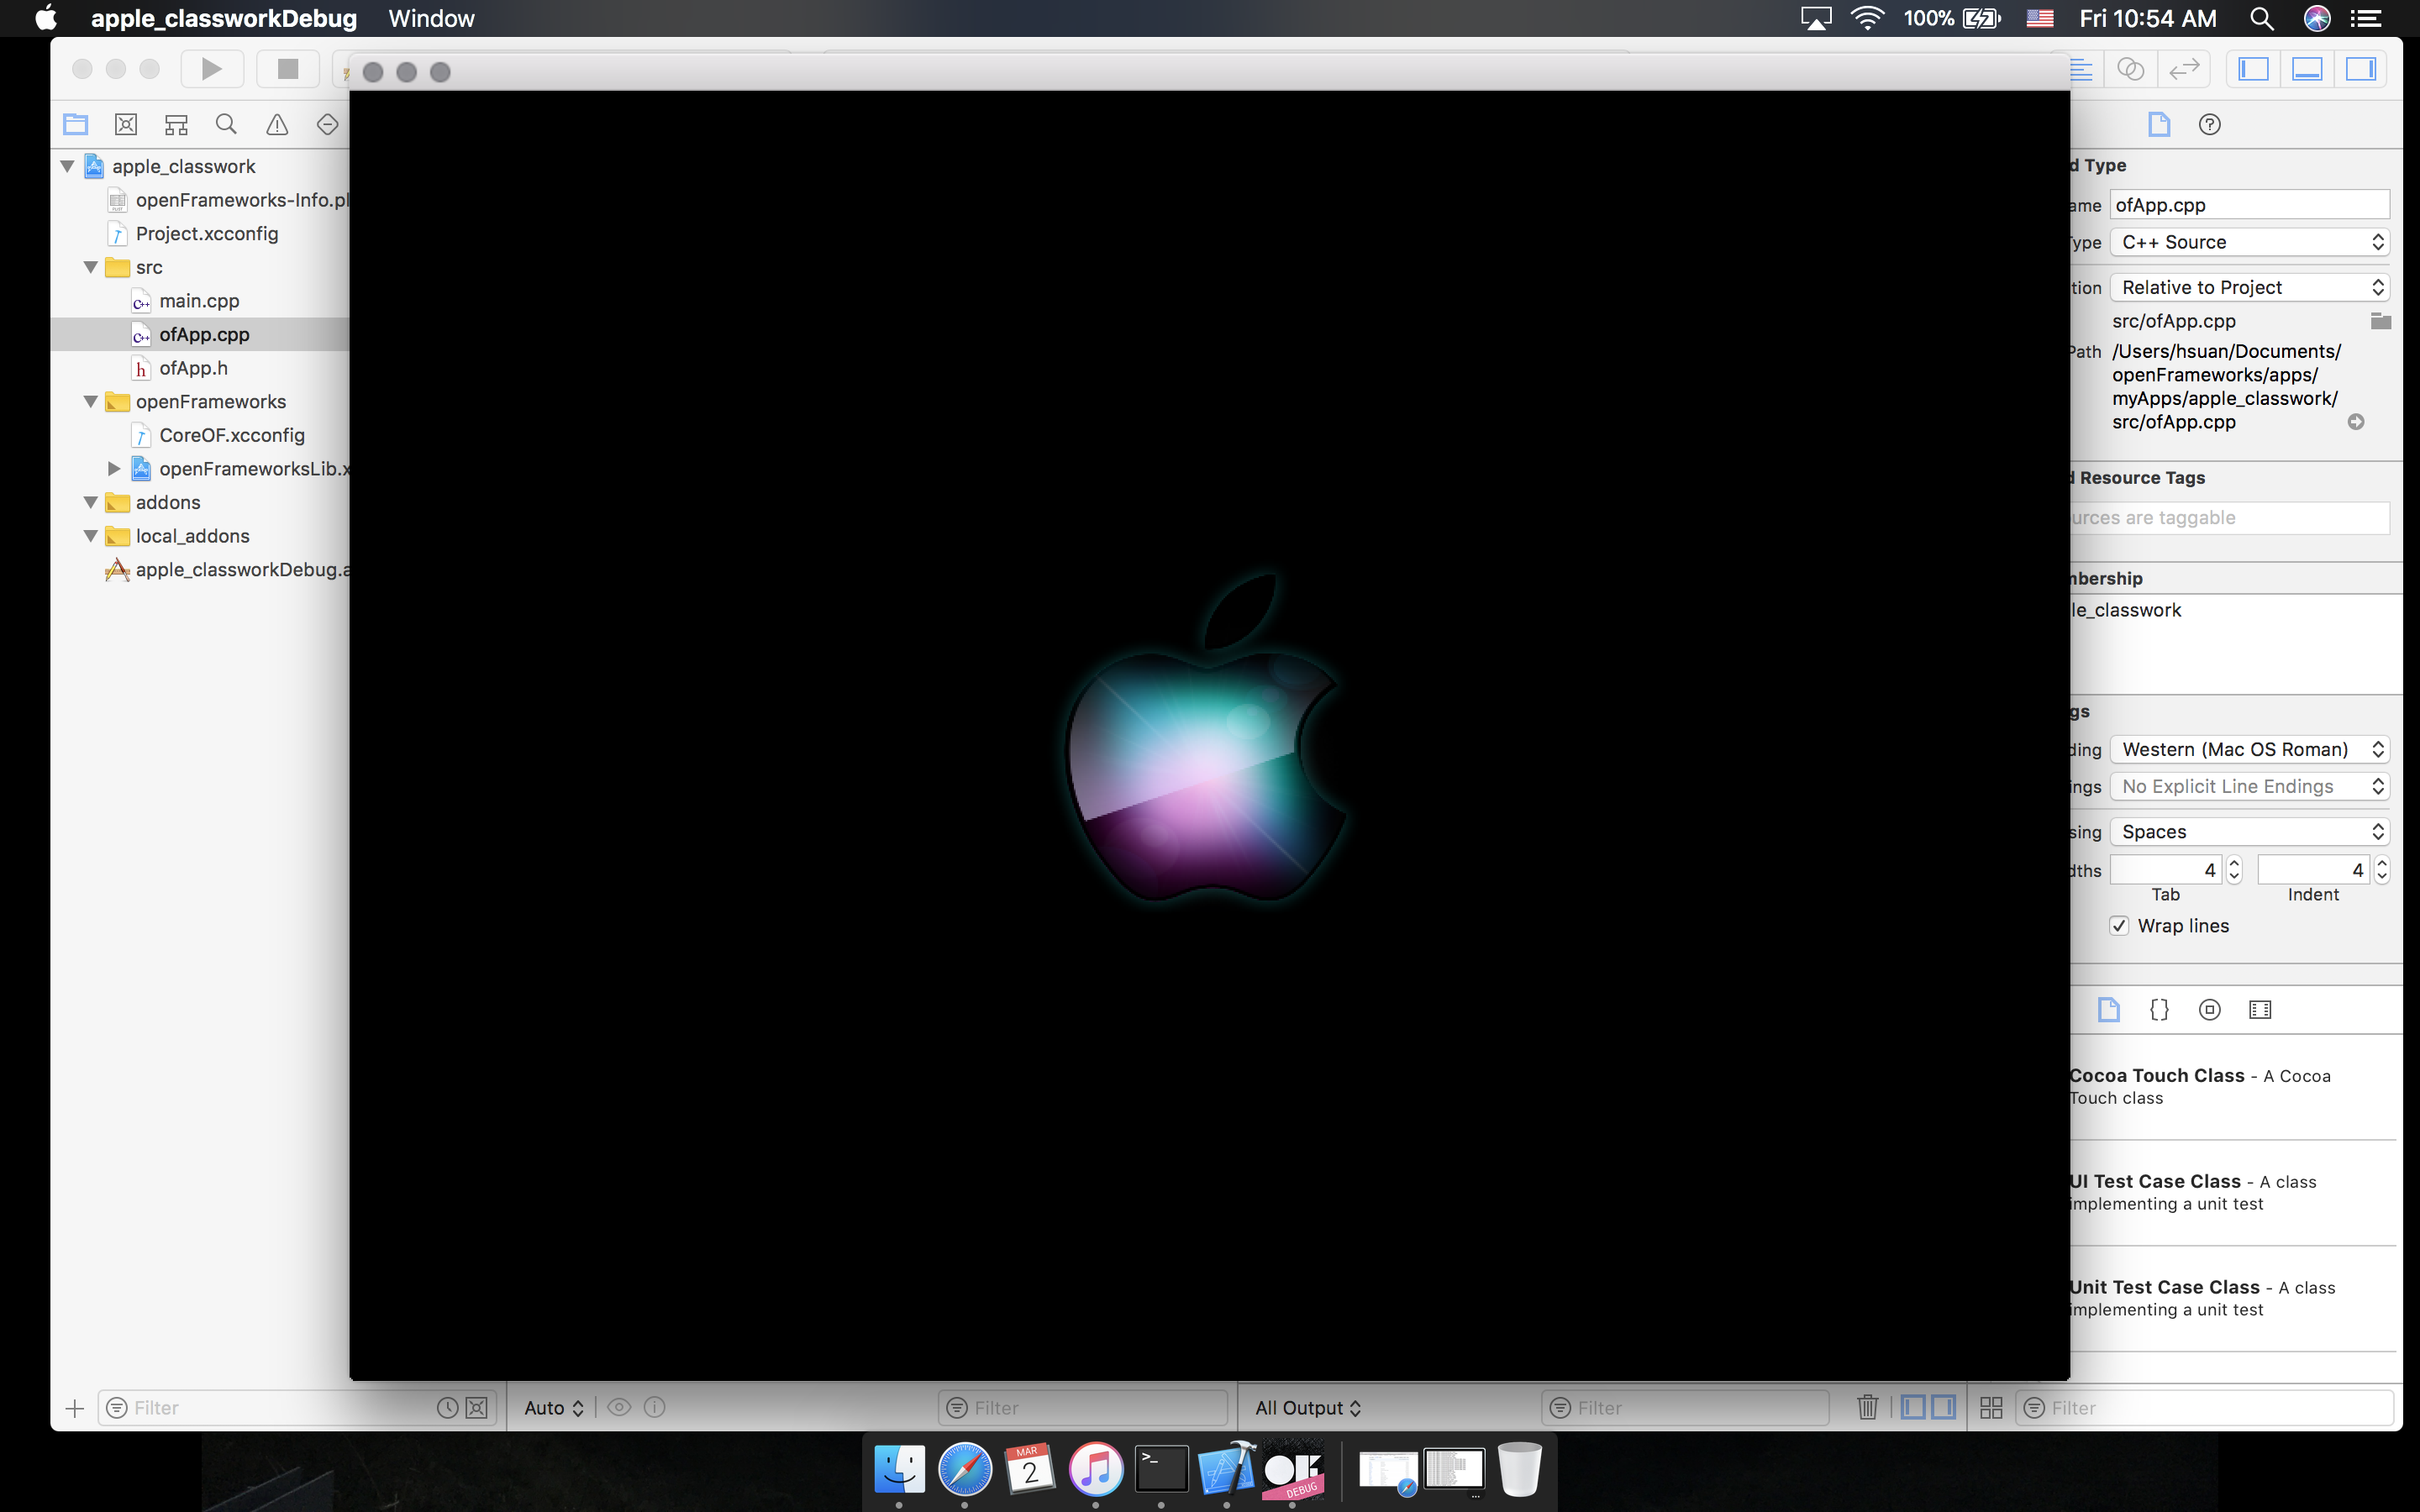 apple_classworkDebug Window 100% Fri 10:54 AM
apple_classwork
openFrameworks-Info.pl
Project.xcconfig
src
main.cpp
ofApp.cpp
ofApp.h
openFrameworks
CoreOF.xcconfig
openFrameworksLib.x
addons
local_addons
apple_classworkDebug.a
Filter
Auto
Filter
All Output
Filter
d Type
ame ofApp.cpp
Type C++ Source
tion Relative to Project
src/ofApp.cpp
Path /Users/hsuan/Documents/
openFrameworks/apps/
myApps/apple_classwork/
src/ofApp.cpp
d Resource Tags
urces are taggable
mbership
le_classwork
gs
ding Western (Mac OS Roman)
ings No Explicit Line Endings
sing Spaces
dths 4 4
Tab Indent
Wrap lines
Cocoa Touch Class - A Cocoa
Touch class
UI Test Case Class - A class
implementing a unit test
Unit Test Case Class - A class
implementing a unit test
Filter
MAR
2
DEBUG